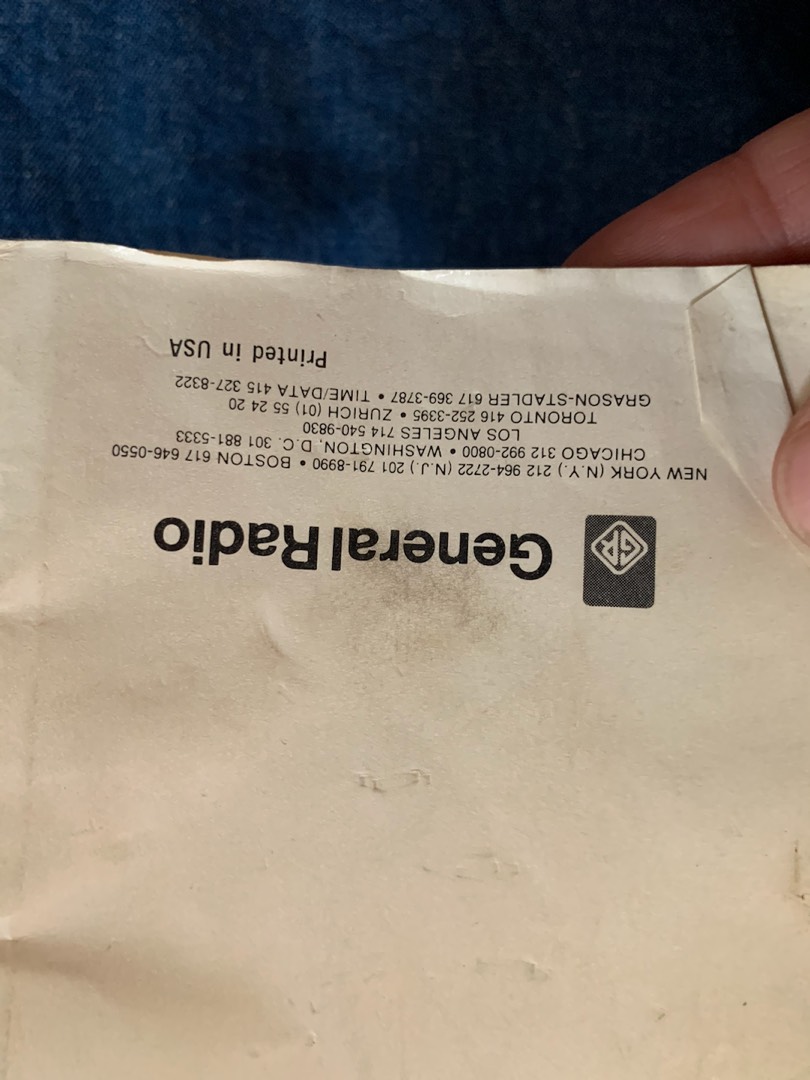 GR
GeneralRadio
NEW YORK (N.Y.) 212 964-2722 (N.J.) 201 791-8990 • BOSTON 617 646-0550
CHICAGO 312 992-0800 • WASHINGTON, D.C. 301 881-5333
LOS ANGELES 714 540-9830
TORONTO 416 252-3395 • ZURICH (01) 55 24 20
GRASON-STADLER 617 369-3787 • TIME/DATA 415 327-8322
Printed in USA